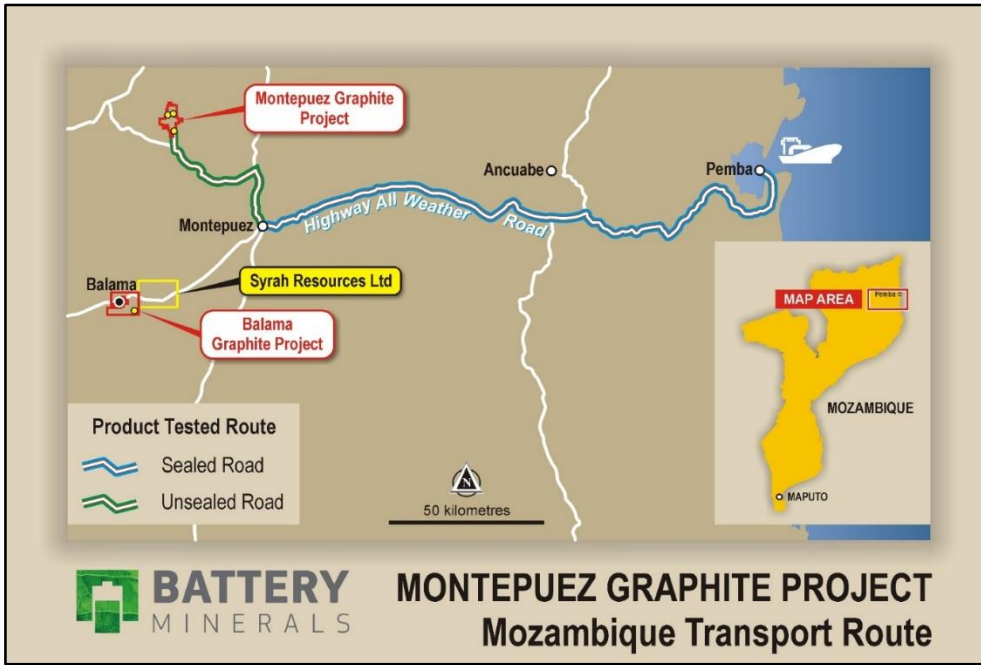 Montepuez Graphite
Project
Ancuabe
Pemba
Montepuez
Highway All Weather Road
Balama
Syrah Resources Ltd
Balama
Graphite Project
MAP AREA
Pemba
MOZAMBIQUE
MAPUTO
Product Tested Route
Sealed Road
Unsealed Road
N
50 kilometres
BATTERY
MINERALS
MONTEPUEZ GRAPHITE PROJECT
Mozambique Transport Route